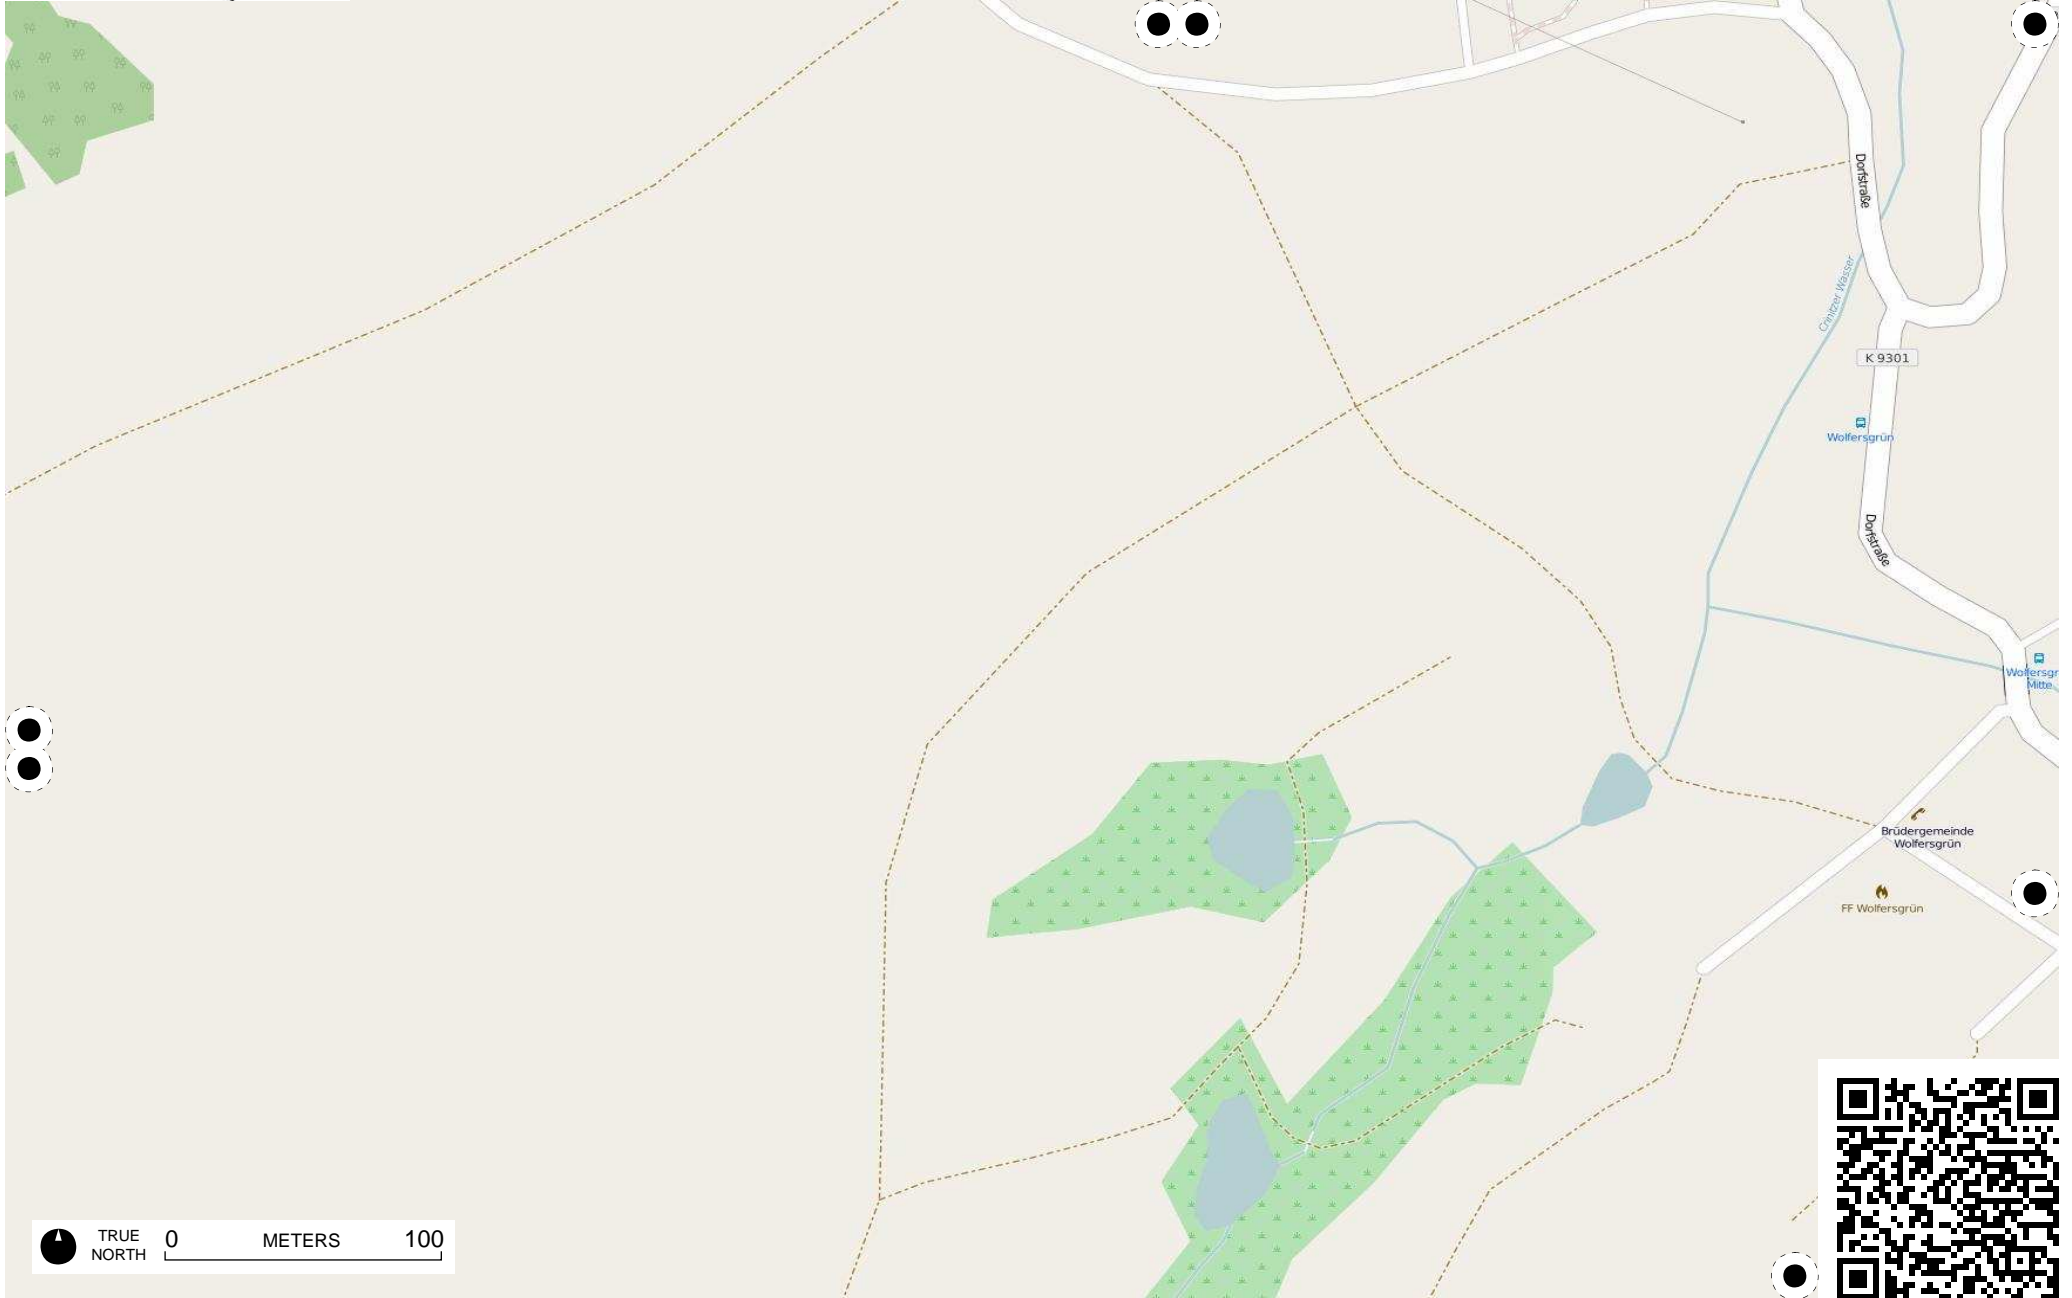 Dorfstraße
Crinitzer Wasser
K 9301
Wolfersgrün
Dorfstraße
Wolfersgr
Mitte
Brüdergemeinde
Wolfersgrün
FF Wolfersgrün
TRUE
NORTH
0 METERS 100